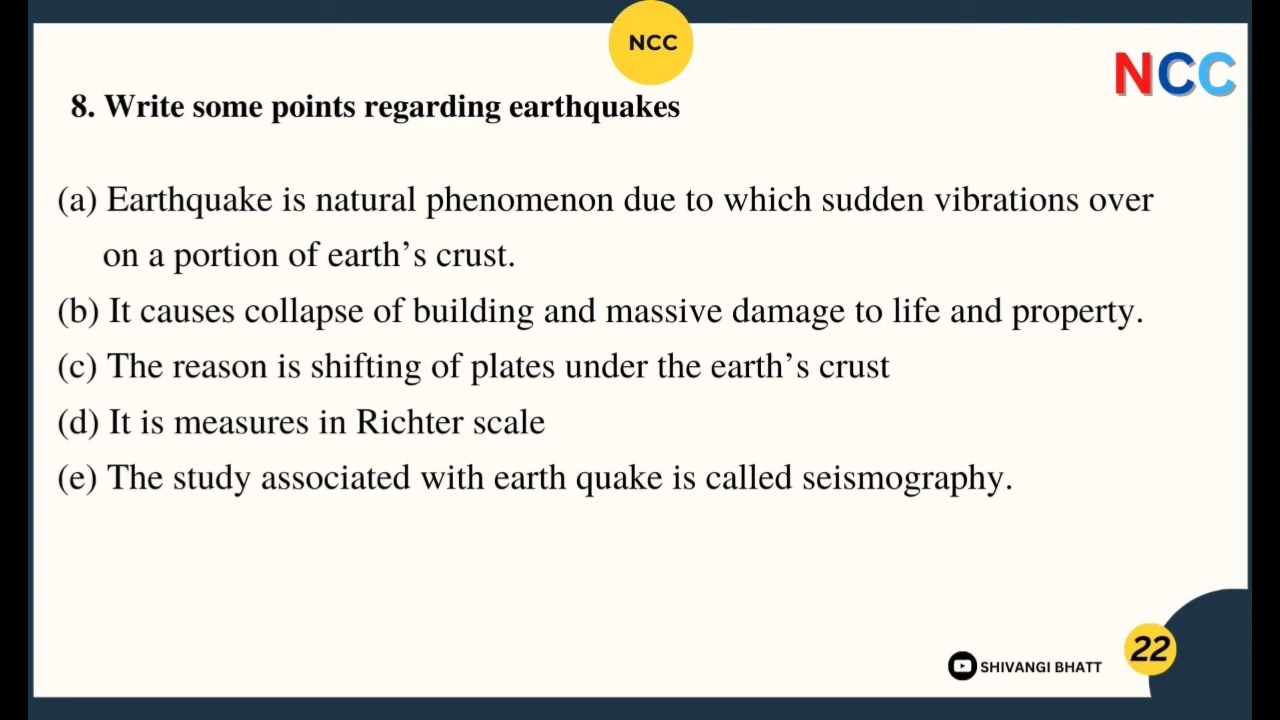 NCC
NCC
8. Write some points regarding earthquakes
(a) Earthquake is natural phenomenon due to which sudden vibrations over
on a portion of earth’s crust.
(b) It causes collapse of building and massive damage to life and property.
(c) The reason is shifting of plates under the earth’s crust
(d) It is measures in Richter scale
(e) The study associated with earth quake is called seismography.
SHIVANGI BHATT
22